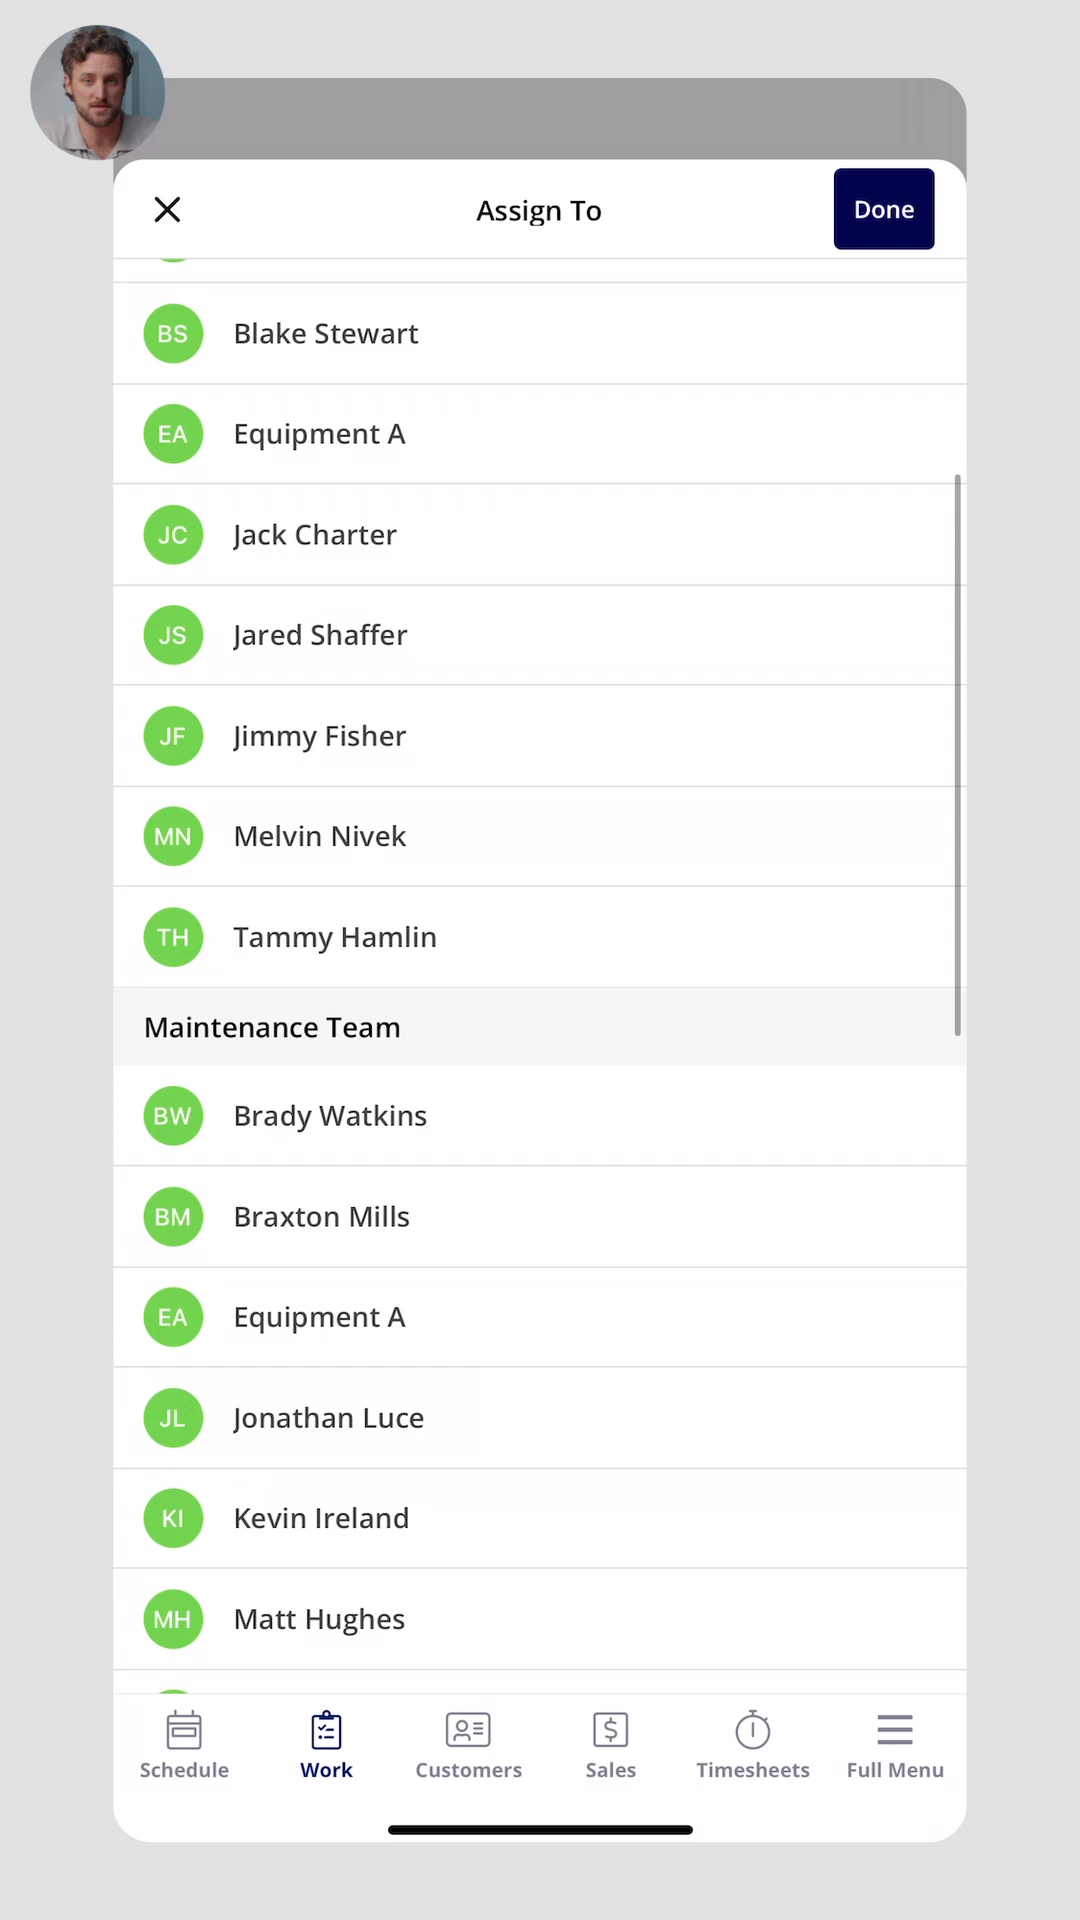 Assign To
Done
BS Blake Stewart
EA Equipment A
JC Jack Charter
JS Jared Shaffer
JF Jimmy Fisher
MN Melvin Nivek
TH Tammy Hamlin
Maintenance Team
BW Brady Watkins
BM Braxton Mills
EA Equipment A
JL Jonathan Luce
KI Kevin Ireland
MH Matt Hughes
Schedule Work Customers Sales Timesheets Full Menu